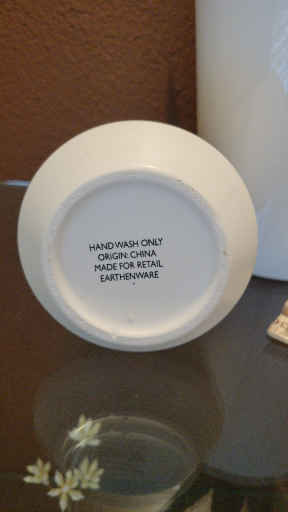 HAND WASH ONLY
ORIGIN: CHINA
MADE FOR RETAIL
EARTHENWARE